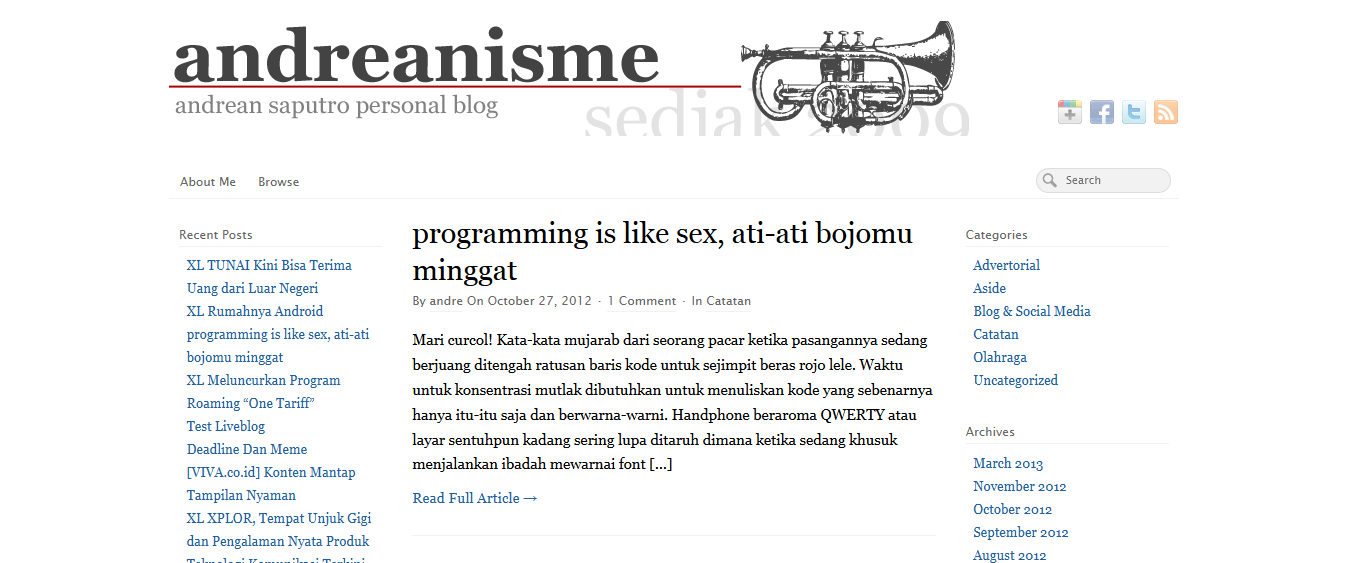 andreanisme
andrean saputro personal blog
sediak 2009
About Me
Browse
Search
Recent Posts
XL TUNAI Kini Bisa Terima
Uang dari Luar Negeri
XL Rumahnya Android
programming is like sex, ati-ati
bojomu minggat
XL Meluncurkan Program
Roaming “One Tariff”
Test Liveblog
Deadline Dan Meme
[VIVA.co.id] Konten Mantap
Tampilan Nyaman
XL XPLOR, Tempat Unjuk Gigi
dan Pengalaman Nyata Produk
Teknologi Komunikasi Terkini
programming is like sex, ati-ati bojomu
minggat
By andre On October 27, 2012 · 1 Comment · In Catatan
Mari curcol! Kata-kata mujarab dari seorang pacar ketika pasangannya sedang
berjuang ditengah ratusan baris kode untuk sejimpit beras rojo lele. Waktu
untuk konsentrasi mutlak dibutuhkan untuk menuliskan kode yang sebenarnya
hanya itu-itu saja dan berwarna-warni. Handphone beraroma QWERTY atau
layar sentuhpun kadang sering lupa ditaruh dimana ketika sedang khusuk
menjalankan ibadah mewarnai font [...]
Read Full Article →
Categories
Advertorial
Aside
Blog & Social Media
Catatan
Olahraga
Uncategorized
Archives
March 2013
November 2012
October 2012
September 2012
August 2012